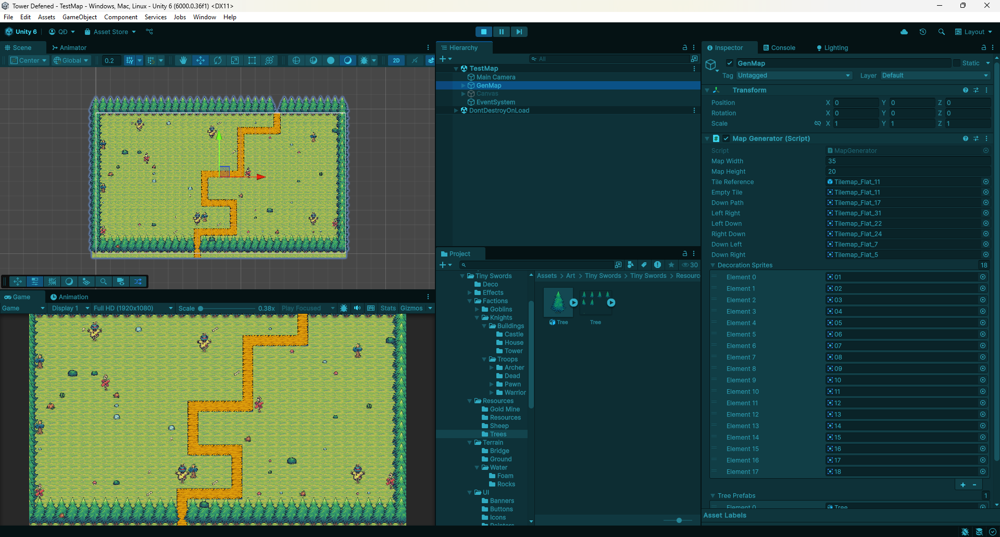 Tower Defened - TestMap - Windows, Mac, Linux - Unity 6 (6000.0.36f1) <DX11>
File Edit Assets GameObject Component Services Jobs Window Help
Unity 6 QĐ Asset Store Layout
Scene Animator
Center Global 0.2 2D
Game Animation
Game Display 1 Full HD (1920x1080) Scale 0.38x Play Focused Stats Gizmos
Hierarchy
All
TestMap
Main Camera
GenMap
Canvas
EventSystem
DontDestroyOnLoad
Project
30
Tiny Swords
Deco
Effects
Factions
Goblins
Knights
Buildings
Castle
House
Tower
Troops
Archer
Dead
Pawn
Warrior
Resources
Gold Mine
Resources
Sheep
Trees
Terrain
Bridge
Ground
Water
Foam
Rocks
UI
Banners
Buttons
Icons
Pointers
Assets > Art > Tiny Swords > Tiny Swords > Resourc
Tree Tree
Inspector Console Lighting
GenMap Static
Tag Untagged Layer Default
Transform
Position X 0 Y 0 Z 0
Rotation X 0 Y 0 Z 0
Scale X 1 Y 1 Z 1
Map Generator (Script)
Script MapGenerator
Map Width 35
Map Height 20
Tile Reference Tilemap_Flat_11
Empty Tile Tilemap_Flat_11
Down Path Tilemap_Flat_17
Left Right Tilemap_Flat_31
Left Down Tilemap_Flat_22
Right Down Tilemap_Flat_24
Down Left Tilemap_Flat_7
Down Right Tilemap_Flat_5
Decoration Sprites 18
Element 0 01
Element 1 02
Element 2 03
Element 3 04
Element 4 05
Element 5 06
Element 6 07
Element 7 08
Element 8 09
Element 9 10
Element 10 11
Element 11 12
Element 12 13
Element 13 14
Element 14 15
Element 15 16
Element 16 17
Element 17 18
+ -
Tree Prefabs 1
Element 0 Tree
Asset Labels